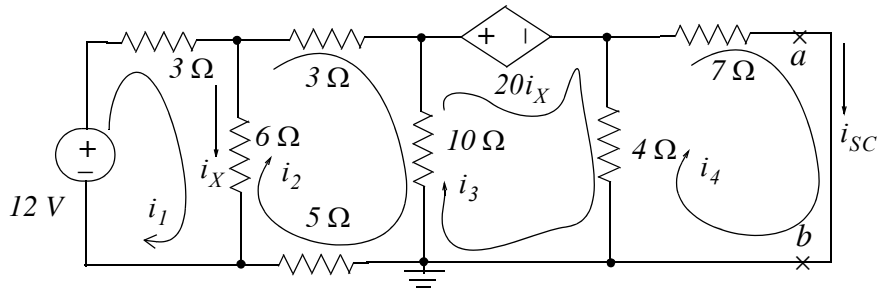 3 Ω
3 Ω
20i_X
7 Ω
a
+ −
6 Ω
i_X
10 Ω
4 Ω
i_SC
+
−
12 V
i_1
i_2
i_3
i_4
5 Ω
b